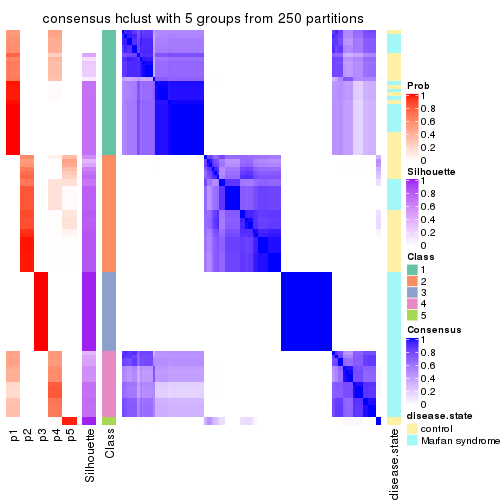 consensus hclust with 5 groups from 250 partitions
Prob
1
0.8
0.6
0.4
0.2
0
Silhouette
1
0.8
0.6
0.4
0.2
0
Class
1
2
3
4
5
Consensus
1
0.8
0.6
0.4
0.2
0
disease.state
control
Marfan syndrome
p1
p2
p3
p4
p5
Silhouette
Class
disease.state